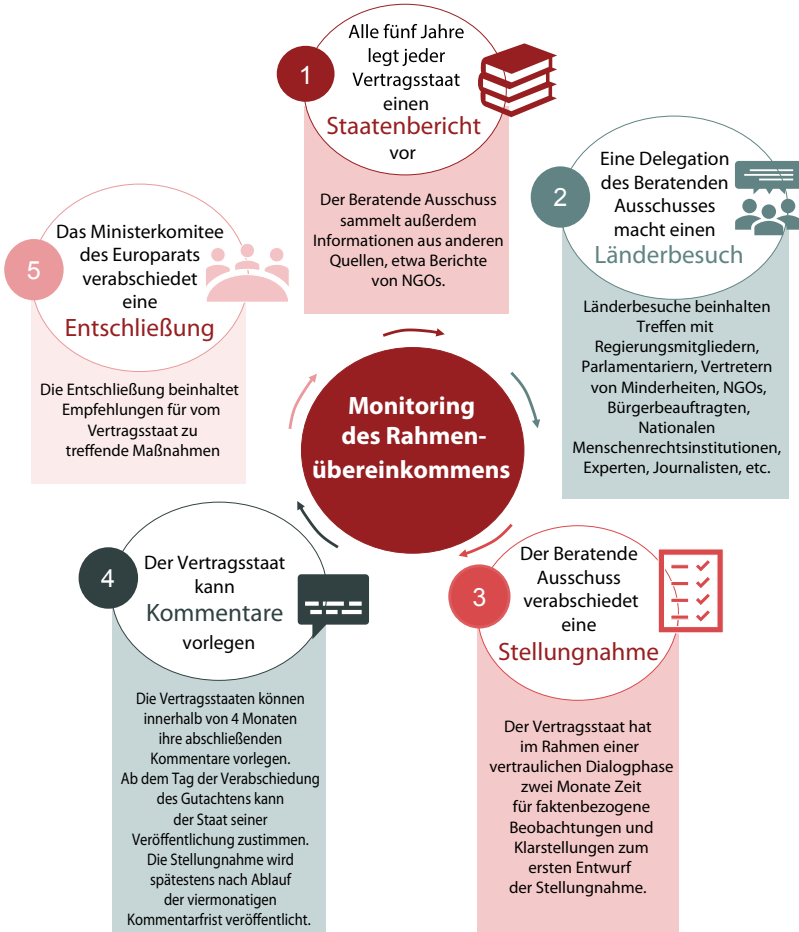 1
Alle fünf Jahre
legt jeder
Vertragsstaat
einen
Staatenbericht
vor
Der Beratende Ausschuss
sammelt außerdem
Informationen aus anderen
Quellen, etwa Berichte
von NGOs.
2
Eine Delegation
des Beratenden
Ausschusses
macht einen
Länderbesuch
Länderbesuche beinhalten
Treffen mit
Regierungsmitgliedern,
Parlamentariern, Vertretern
von Minderheiten, NGOs,
Bürgerbeauftragten,
Nationalen
Menschenrechtsinstitutionen,
Experten, Journalisten, etc.
3
Der Beratende
Ausschuss
verabschiedet
eine
Stellungnahme
Der Vertragsstaat hat
im Rahmen einer
vertraulichen Dialogphase
zwei Monate Zeit
für faktenbezogene
Beobachtungen und
Klarstellungen zum
ersten Entwurf
der Stellungnahme.
4
Der Vertragsstaat
kann
Kommentare
vorlegen
Die Vertragsstaaten können
innerhalb von 4 Monaten
ihre abschließenden
Kommentare vorlegen.
Ab dem Tag der Verabschiedung
des Gutachtens kann
der Staat seiner
Veröffentlichung zustimmen.
Die Stellungnahme wird
spätestens nach Ablauf
der viermonatigen
Kommentarfrist veröffentlicht.
5
Das Ministerkomitee
des Europarats
verabschiedet
eine
Entschließung
Die Entschließung beinhaltet
Empfehlungen für vom
Vertragsstaat zu
treffende Maßnahmen
Monitoring
des Rahmen-
übereinkommens